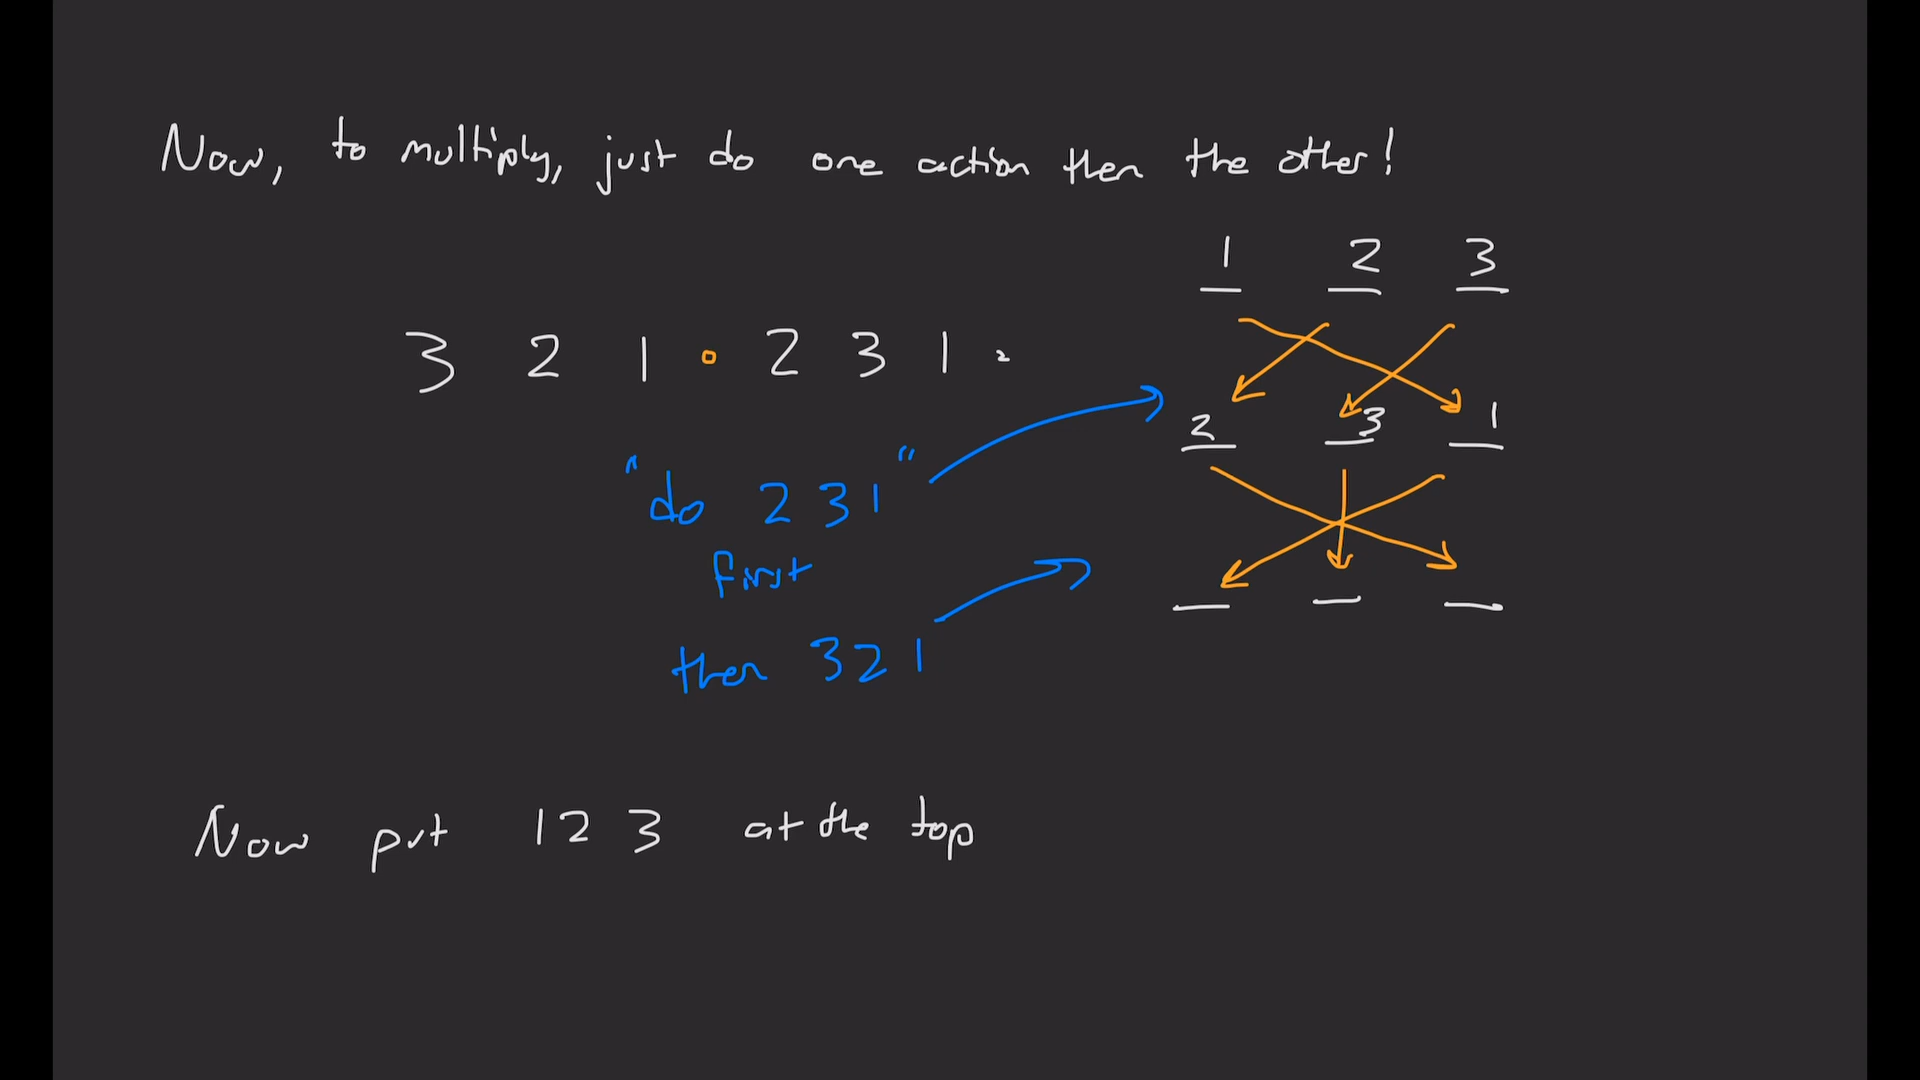 Now, to multiply, just do one action then the other!
1 2 3
3 2 1 · 2 3 1 =
2 3 1
"do 2 3 1"
first
then 3 2 1
Now put 1 2 3 at the top